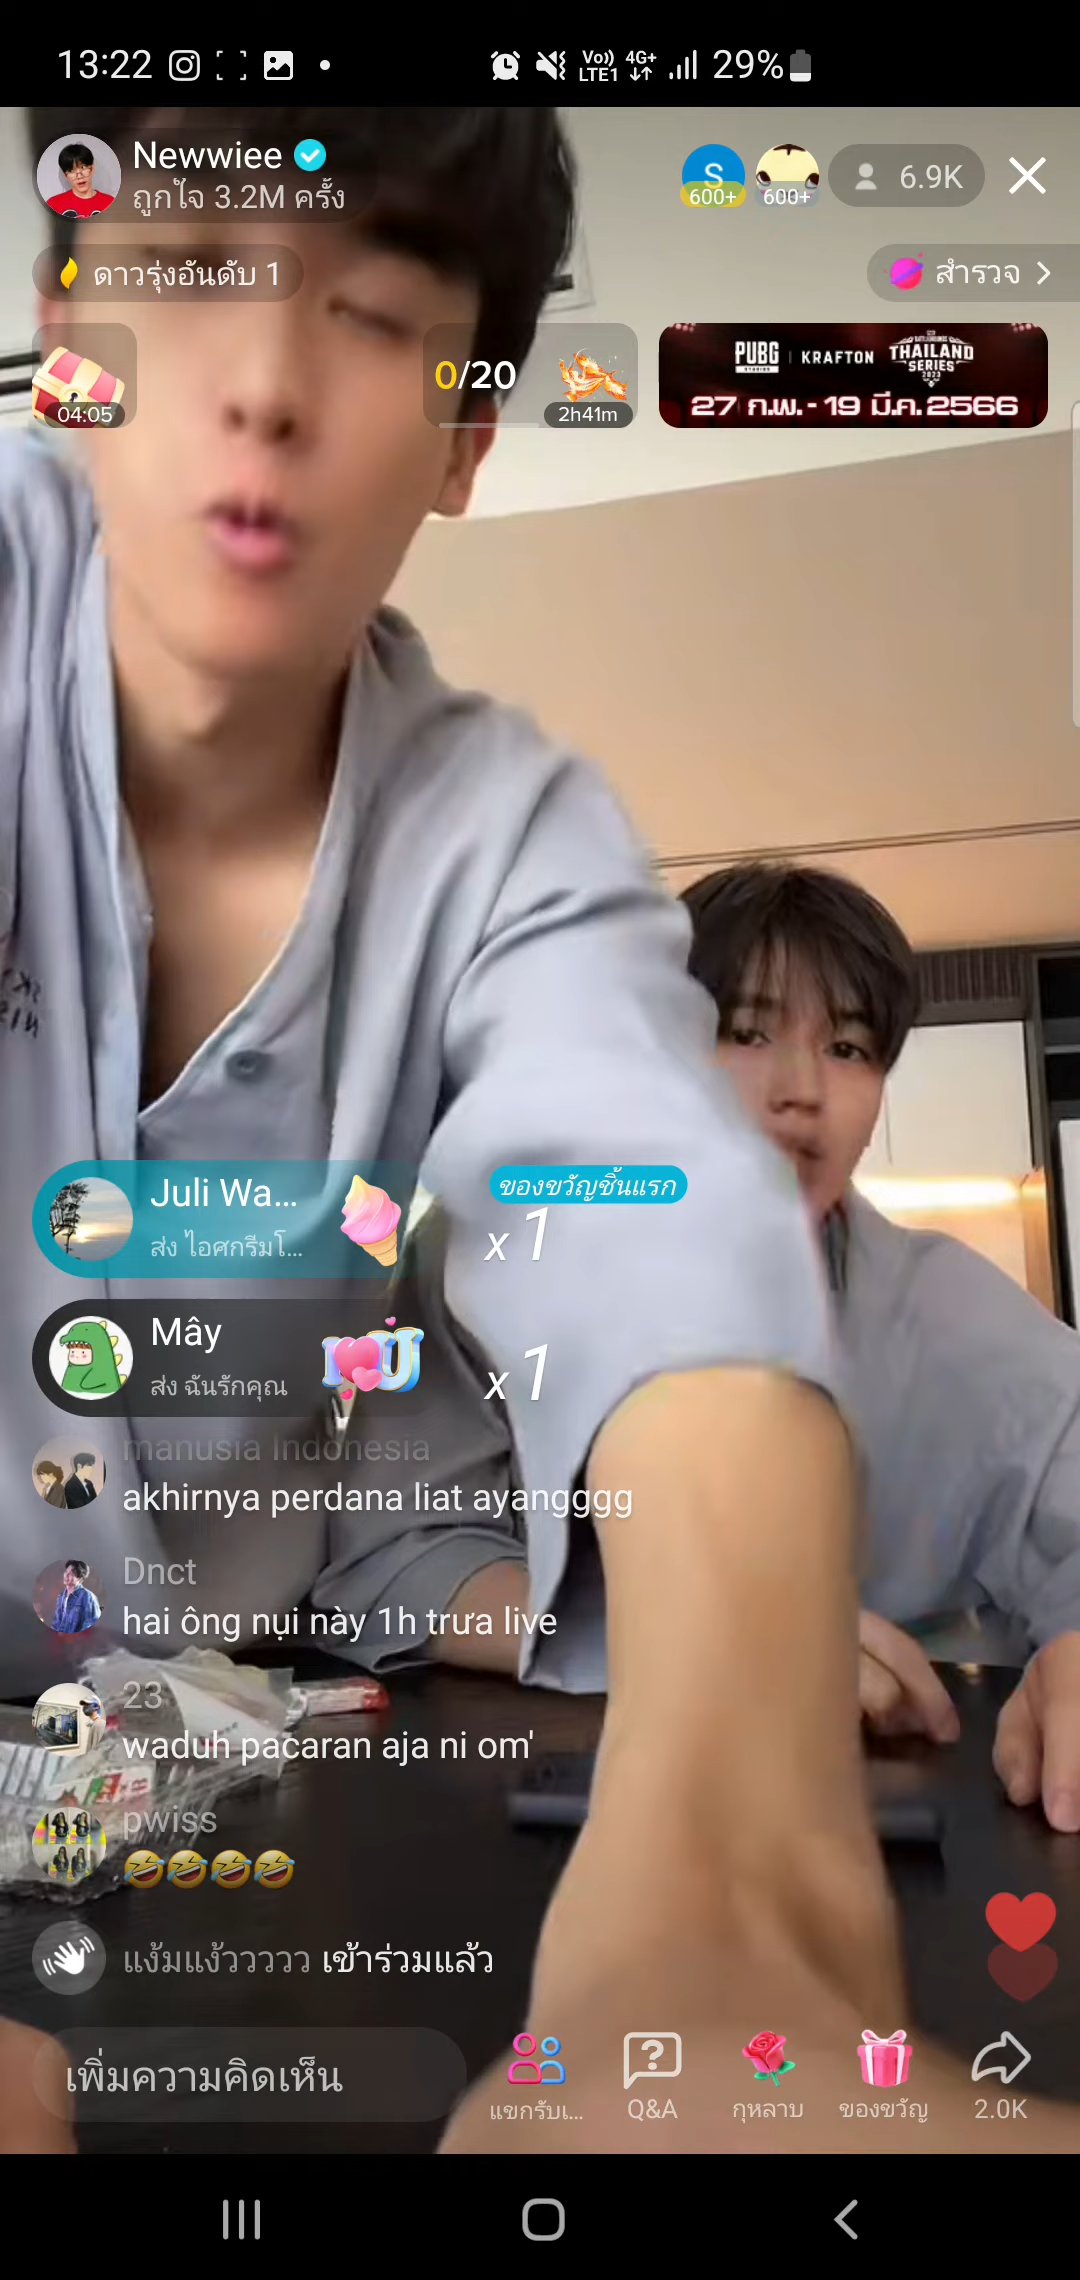 13:22
Vo)) LTE1 4G+ 29%
Newwiee
ถูกใจ 3.2M ครั้ง
S
600+
600+
6.9K
ดาวรุ่งอันดับ 1
สำรวจ
04:05
0/20
2h41m
PUBG STUDIOS | KRAFTON
THAILAND SERIES 2023
27 ก.พ. - 19 มี.ค. 2566
Juli Wa...
ส่ง ไอศกรีมโ...
ของขวัญชิ้นแรก
x 1
Mây
ส่ง ฉันรักคุณ
I U
x 1
manusia Indonesia
akhirnya perdana liat ayangggg
Dnct
hai ông nụi này 1h trưa live
23
waduh pacaran aja ni om'
pwiss
🤣🤣🤣🤣
แง้มแง้ววววว เข้าร่วมแล้ว
เพิ่มความคิดเห็น
แขกรับเ...
Q&A
กุหลาบ
ของขวัญ
2.0K